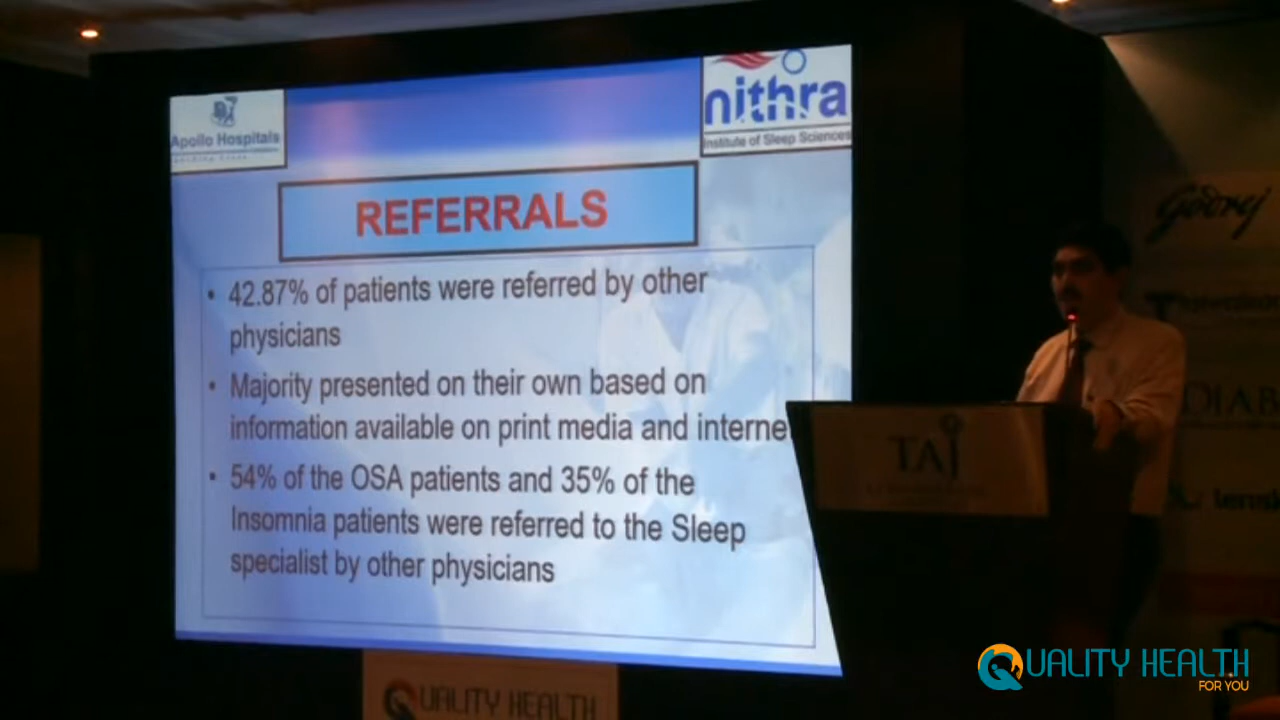 Apollo Hospitals
nithra
Institute of Sleep Sciences
REFERRALS
• 42.87% of patients were referred by other
physicians
• Majority presented on their own based on
information available on print media and interne
• 54% of the OSA patients and 35% of the
Insomnia patients were referred to the Sleep
specialist by other physicians
Godrej
DIAB
TAJ
lensk
QUALITY HEALTH
FOR YOU
QUALITY HEALTH